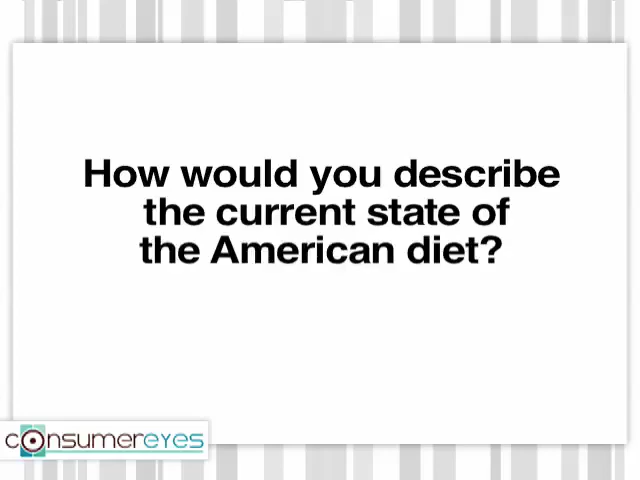 How would you describe
the current state of
the American diet?
consumereyes